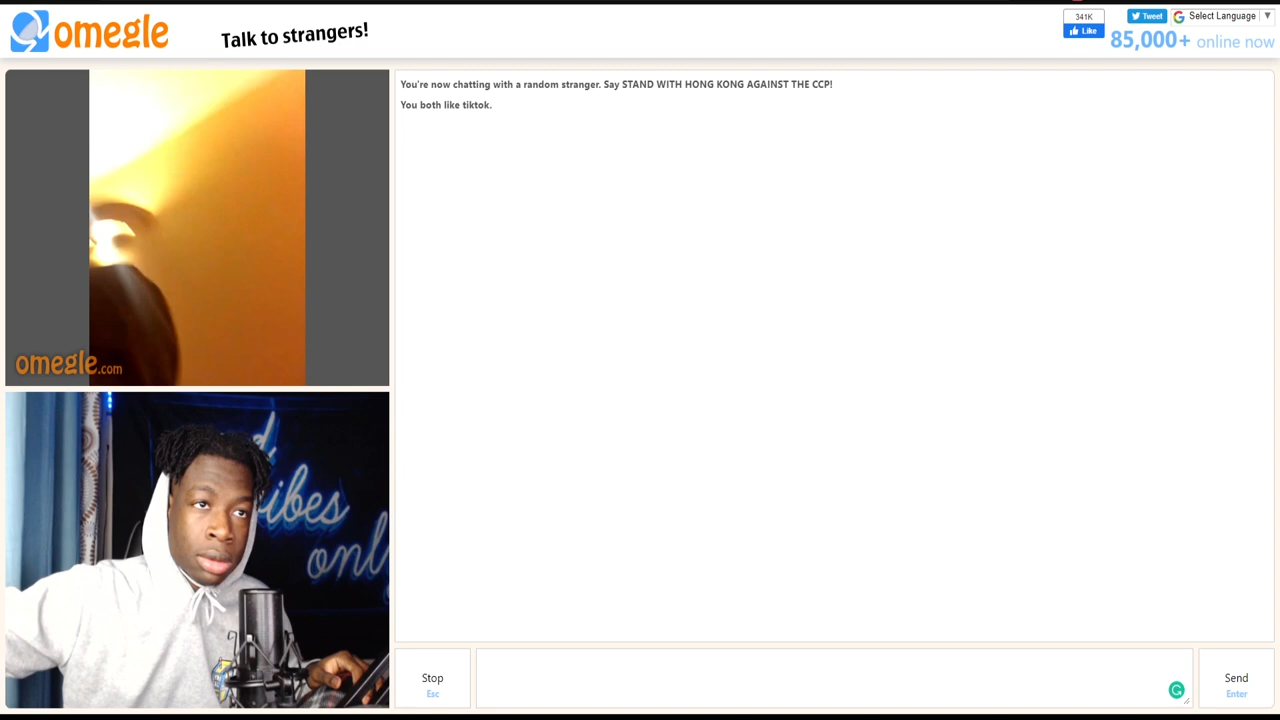 omegle
Talk to strangers!
341K
Like
Tweet
Select Language
85,000+ online now
You're now chatting with a random stranger. Say STAND WITH HONG KONG AGAINST THE CCP!
You both like tiktok.
omegle.com
ibes
onl
Stop
Esc
Send
Enter